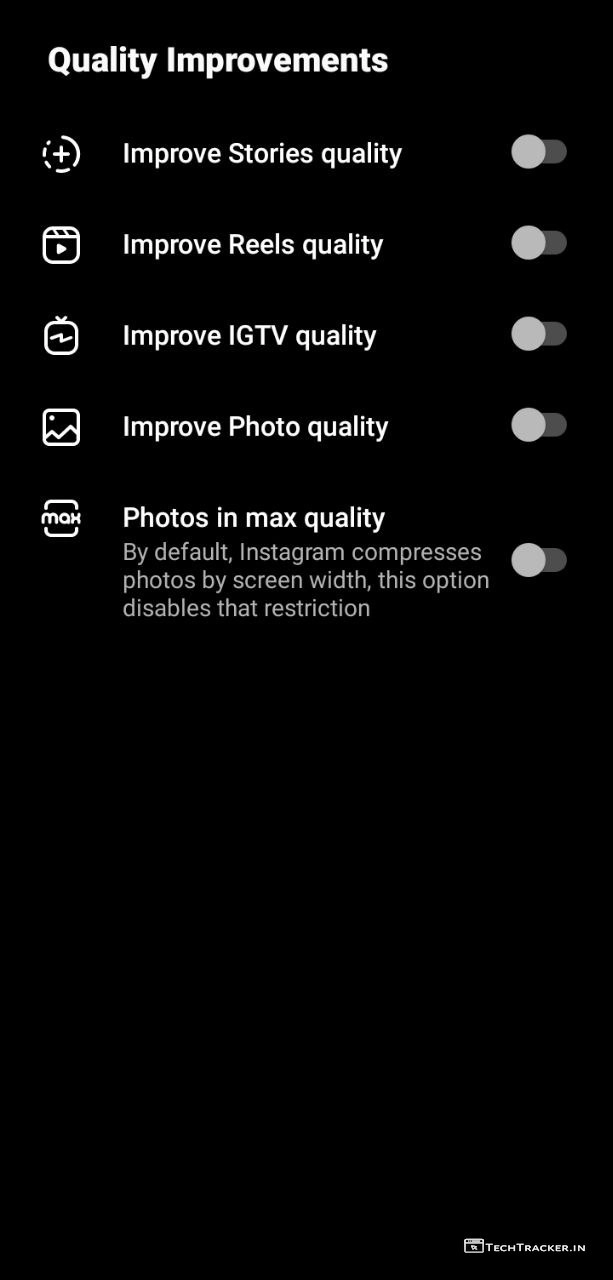 Quality Improvements
Improve Stories quality
Improve Reels quality
Improve IGTV quality
Improve Photo quality
max
Photos in max quality
By default, Instagram compresses
photos by screen width, this option
disables that restriction
TECHTRACKER.IN